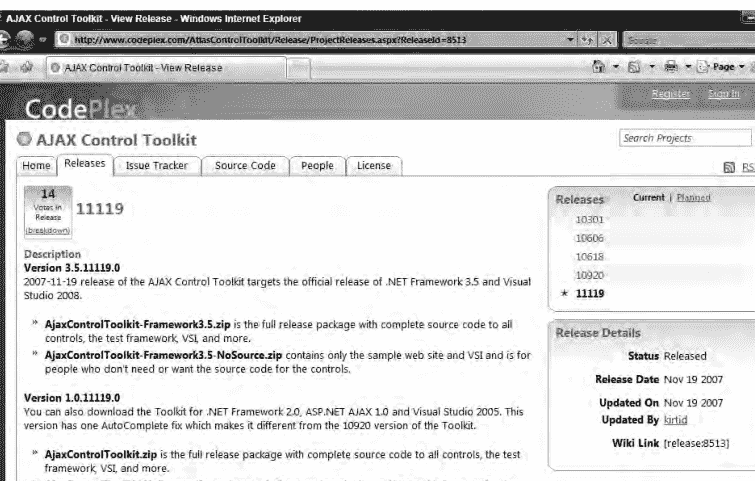 AJAX Control Toolkit - View Release - Windows Internet Explorer
http://www.codeplex.com/AtlasControlToolkit/Release/ProjectReleases.aspx?ReleaseId=8513
Google
AJAX Control Toolkit - View Release
Page
Register Sign In
CodePlex
AJAX Control Toolkit
Search Projects
Home Releases Issue Tracker Source Code People License
RS
14
Votes in
Release
(breakdown)
11119
Description
Version 3.5.11119.0
2007-11-19 release of the AJAX Control Toolkit targets the official release of .NET Framework 3.5 and Visual
Studio 2008.
» AjaxControlToolkit-Framework3.5.zip is the full release package with complete source code to all
controls, the test framework, VSI, and more.
» AjaxControlToolkit-Framework3.5-NoSource.zip contains only the sample web site and VSI and is for
people who don't need or want the source code for the controls.
Version 1.0.11119.0
You can also download the Toolkit for .NET Framework 2.0, ASP.NET AJAX 1.0 and Visual Studio 2005. This
version has one AutoComplete fix which makes it different from the 10920 version of the Toolkit.
» AjaxControlToolkit.zip is the full release package with complete source code to all controls, the test
framework, VSI, and more.
Releases Current | Planned
10301
10606
10618
10920
★ 11119
Release Details
Status Released
Release Date Nov 19 2007
Updated On Nov 19 2007
Updated By kirtid
Wiki Link [release:8513]